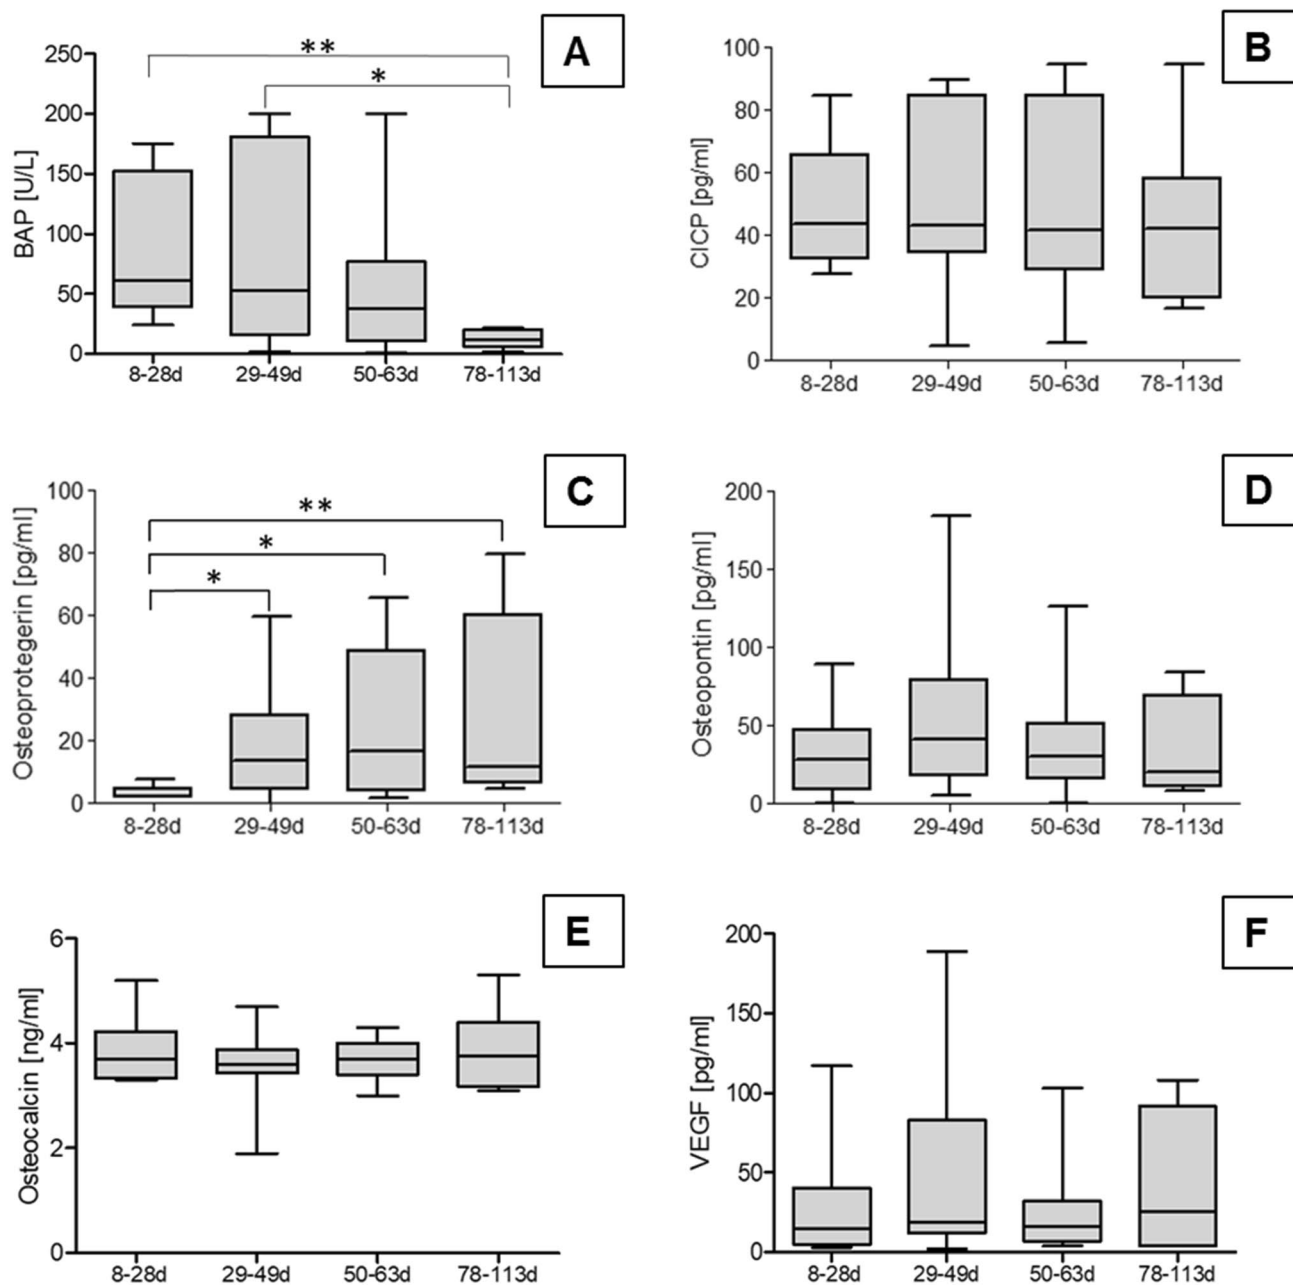 A
BAP [U/L]
250
200
150
100
50
0
**
*
8-28d 29-49d 50-63d 78-113d
B
CICP [pg/ml]
100
80
60
40
20
0
8-28d 29-49d 50-63d 78-113d
C
Osteoprotegerin [pg/ml]
100
80
60
40
20
0
**
*
*
8-28d 29-49d 50-63d 78-113d
D
Osteopontin [pg/ml]
200
150
100
50
0
8-28d 29-49d 50-63d 78-113d
E
Osteocalcin [ng/ml]
6
4
2
0
8-28d 29-49d 50-63d 78-113d
F
VEGF [pg/ml]
200
150
100
50
0
8-28d 29-49d 50-63d 78-113d